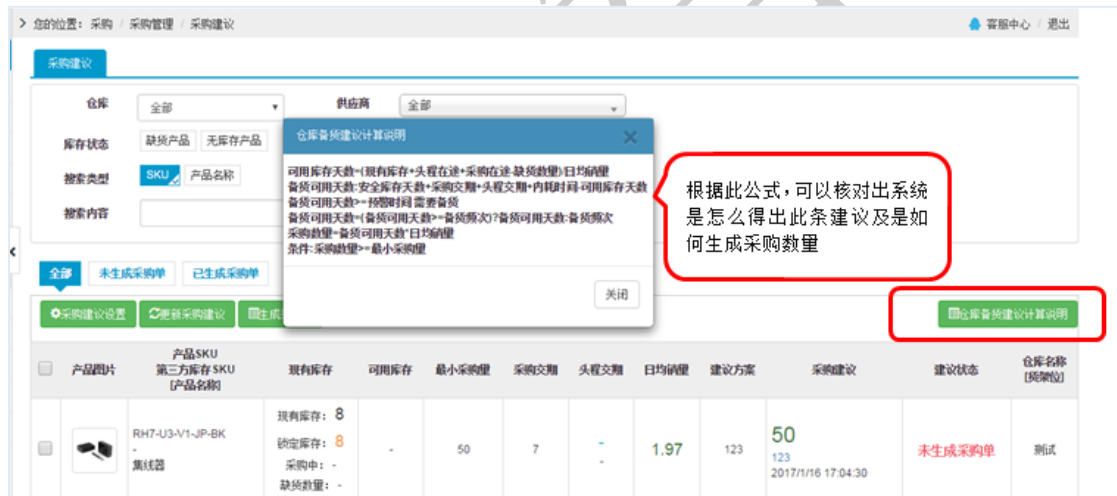 您的位置：采购 / 采购管理 / 采购建议
客服中心 / 退出
采购建议
仓库 全部 供应商 全部
库存状态 缺货产品 无库存产品
搜索类型 SKU 产品名称
搜索内容
仓库备货建议计算说明
可用库存天数=(现有库存+头程在途+采购在途-缺货数量)/日均销量
备货可用天数:安全库存天数+采购交期+头程交期+内耗时间-可用库存天数
备货可用天数>=预警时间需要备货
备货可用天数=(备货可用天数>=备货频次)?备货可用天数:备货频次
采购数量=备货可用天数*日均销量
条件:采购数量>=最小采购量
关闭
根据此公式，可以核对出系统
是怎么得出此条建议及是如
何生成采购数量
全部 未生成采购单 已生成采购单
采购建议设置 更新采购建议 生成
仓库备货建议计算说明
产品图片
产品SKU
第三方库存SKU
[产品名称]
现有库存 可用库存 最小采购量 采购交期 头程交期 日均销量 建议方案 采购建议 建议状态
仓库名称
[货架位]
RH7-U3-V1-JP-BK
-
集线器
现有库存： 8
锁定库存： 8
采购中： -
缺货数量： -
-
50
7
-
-
1.97
123
50
123
2017/1/16 17:04:30
未生成采购单
测试